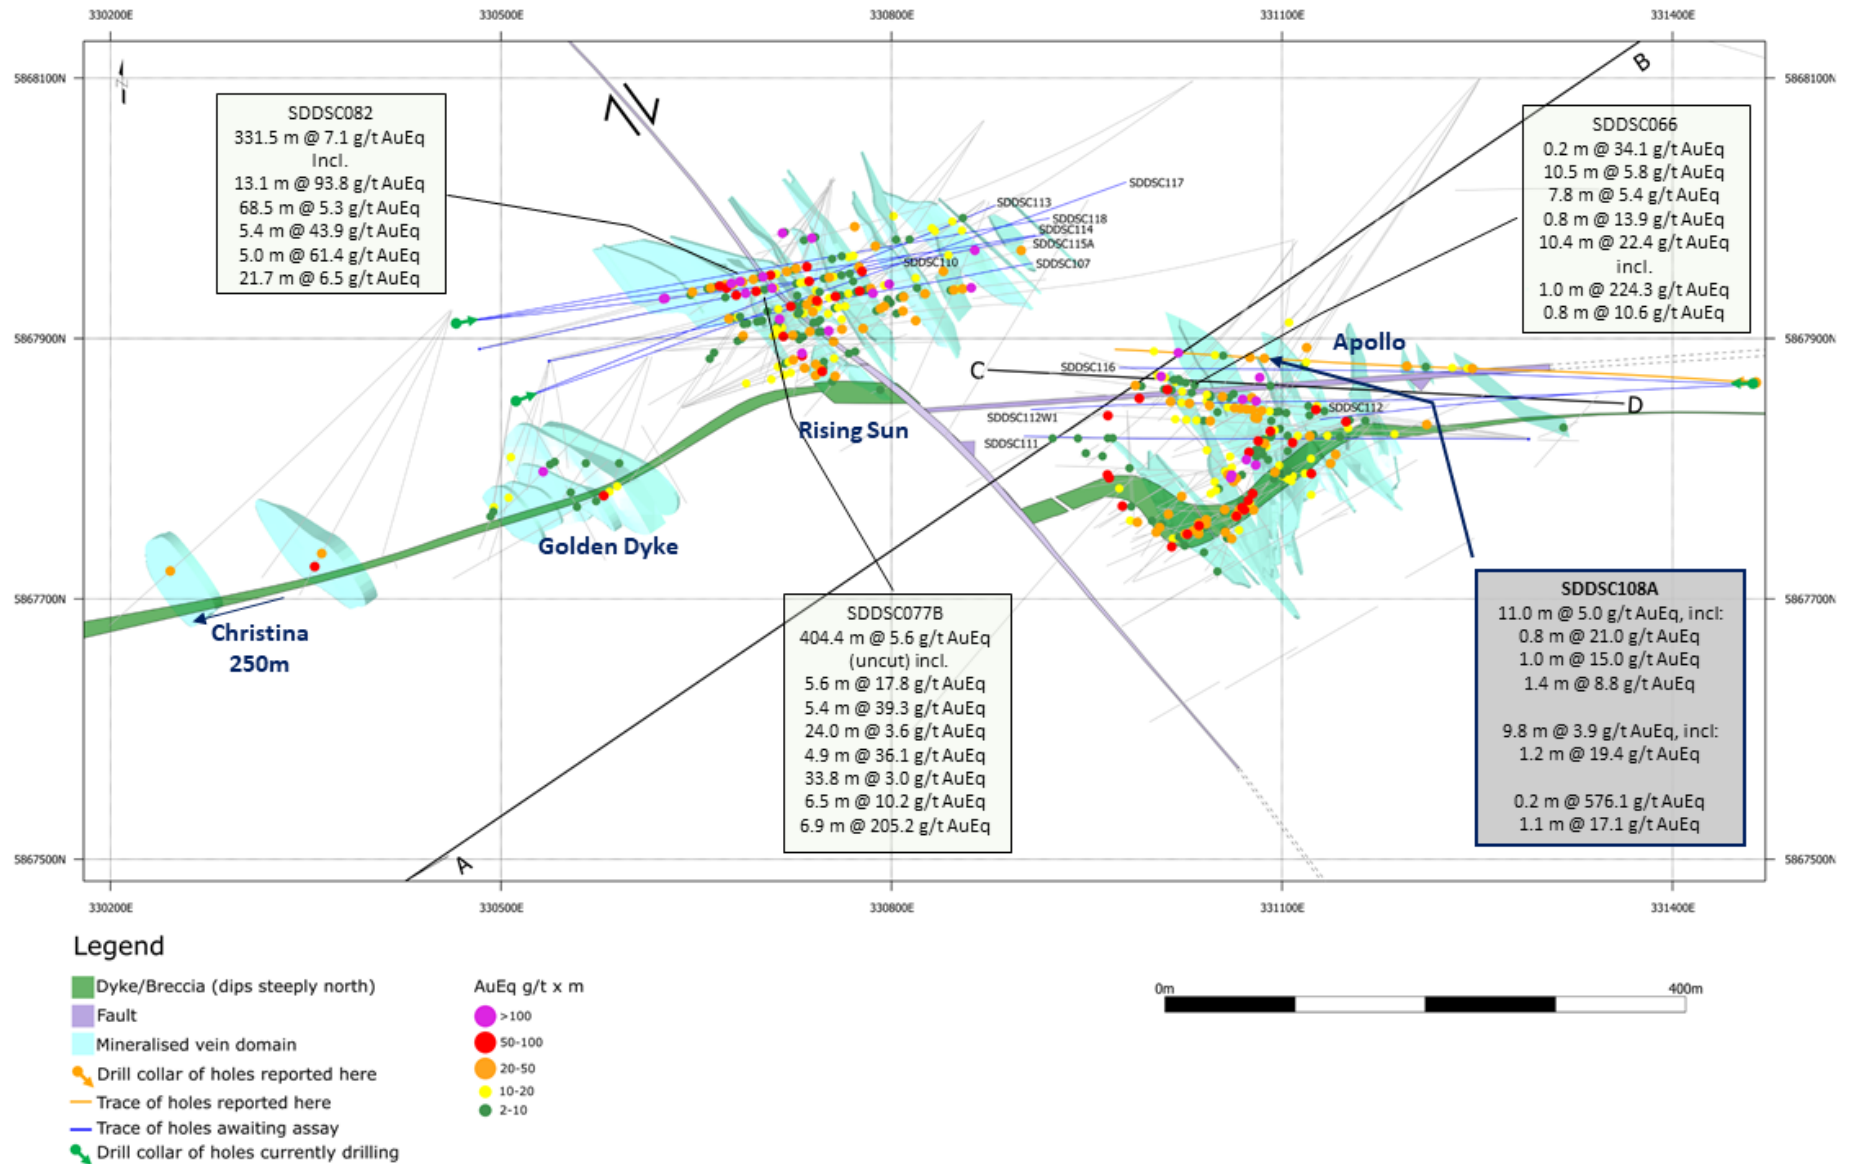 330200E 330500E 330800E 331100E 331400E
5868100N 5868100N
B
SDDSC082
331.5 m @ 7.1 g/t AuEq
Incl.
13.1 m @ 93.8 g/t AuEq
68.5 m @ 5.3 g/t AuEq
5.4 m @ 43.9 g/t AuEq
5.0 m @ 61.4 g/t AuEq
21.7 m @ 6.5 g/t AuEq
SDDSC066
0.2 m @ 34.1 g/t AuEq
10.5 m @ 5.8 g/t AuEq
7.8 m @ 5.4 g/t AuEq
0.8 m @ 13.9 g/t AuEq
10.4 m @ 22.4 g/t AuEq
incl.
1.0 m @ 224.3 g/t AuEq
0.8 m @ 10.6 g/t AuEq
SDDSC117
SDDSC113
SDDSC118
SDDSC114
SDDSC115A
SDDSC110
SDDSC107
5867900N 5867900N
Apollo
C
SDDSC116
D
SDDSC112
SDDSC112W1
SDDSC111
Rising Sun
Golden Dyke
5867700N 5867700N
Christina
250m
SDDSC077B
404.4 m @ 5.6 g/t AuEq
(uncut) incl.
5.6 m @ 17.8 g/t AuEq
5.4 m @ 39.3 g/t AuEq
24.0 m @ 3.6 g/t AuEq
4.9 m @ 36.1 g/t AuEq
33.8 m @ 3.0 g/t AuEq
6.5 m @ 10.2 g/t AuEq
6.9 m @ 205.2 g/t AuEq
SDDSC108A
11.0 m @ 5.0 g/t AuEq, incl:
0.8 m @ 21.0 g/t AuEq
1.0 m @ 15.0 g/t AuEq
1.4 m @ 8.8 g/t AuEq
9.8 m @ 3.9 g/t AuEq, incl:
1.2 m @ 19.4 g/t AuEq
0.2 m @ 576.1 g/t AuEq
1.1 m @ 17.1 g/t AuEq
A
5867500N 5867500N
330200E 330500E 330800E 331100E 331400E
Legend
Dyke/Breccia (dips steeply north)
Fault
Mineralised vein domain
Drill collar of holes reported here
Trace of holes reported here
Trace of holes awaiting assay
Drill collar of holes currently drilling
AuEq g/t x m
>100
50-100
20-50
10-20
2-10
0m 400m